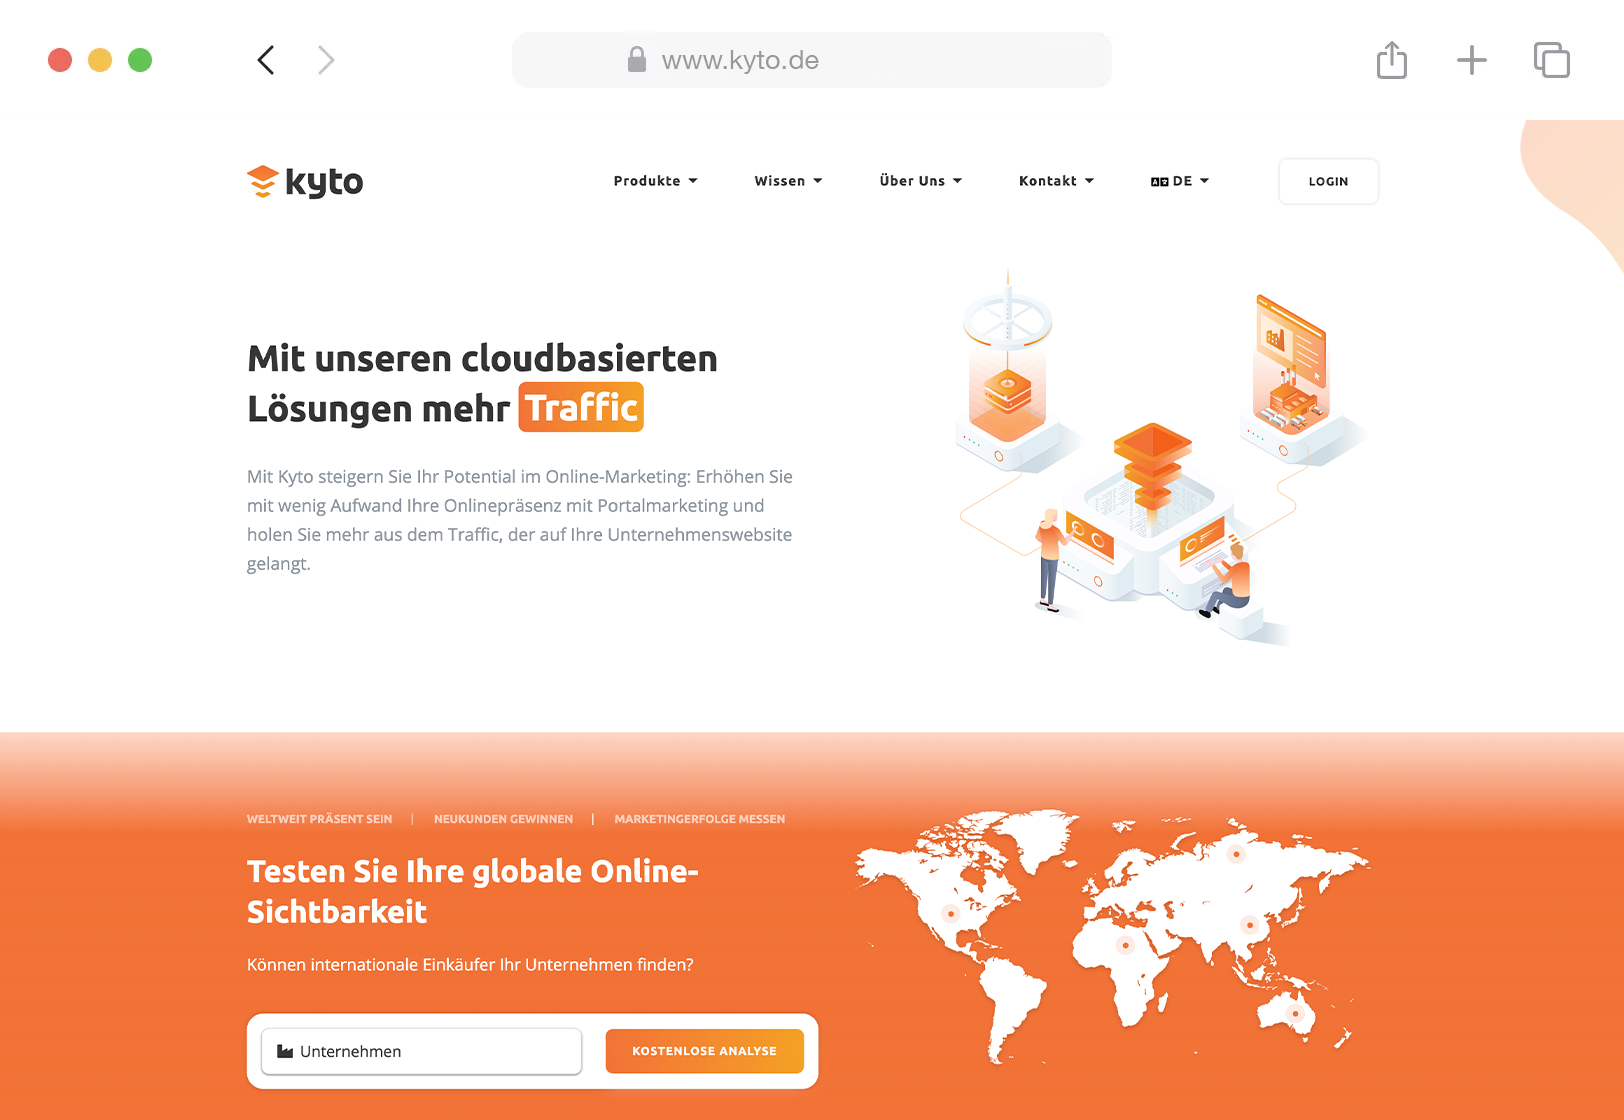 www.kyto.de
kyto
Produkte
Wissen
Über Uns
Kontakt
DE
LOGIN
Mit unseren cloudbasierten
Lösungen mehr Traffic
Mit Kyto steigern Sie Ihr Potential im Online-Marketing: Erhöhen Sie
mit wenig Aufwand Ihre Onlinepräsenz mit Portalmarketing und
holen Sie mehr aus dem Traffic, der auf Ihre Unternehmenswebsite
gelangt.
WELTWEIT PRÄSENT SEIN | NEUKUNDEN GEWINNEN | MARKETINGERFOLGE MESSEN
Testen Sie Ihre globale Online-
Sichtbarkeit
Können internationale Einkäufer Ihr Unternehmen finden?
Unternehmen
KOSTENLOSE ANALYSE